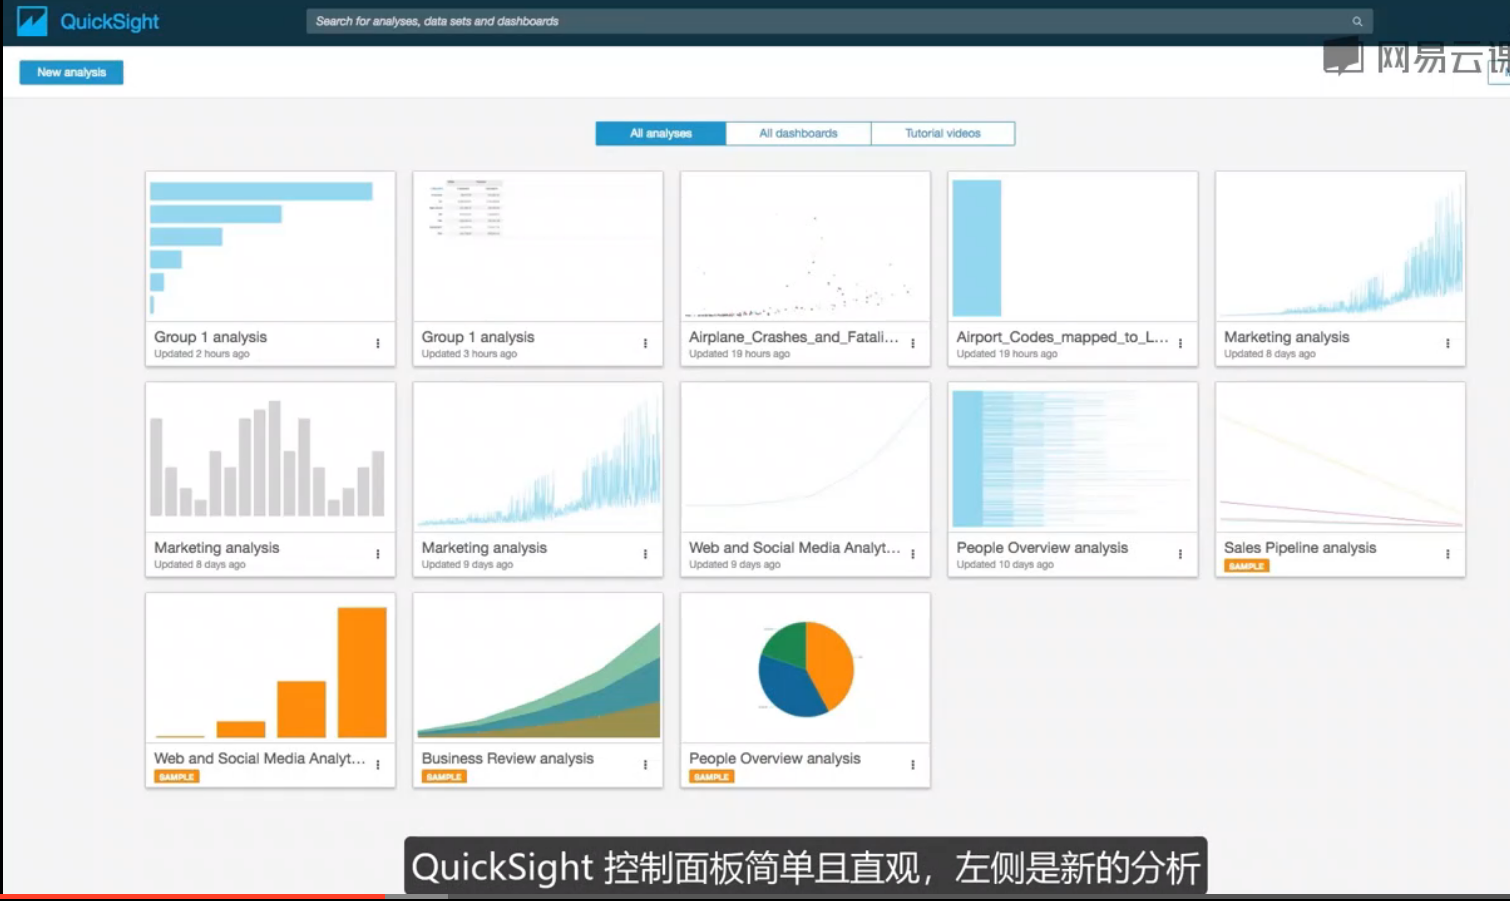 QuickSight
Search for analyses, data sets and dashboards
网易云课
New analysis
All analyses
All dashboards
Tutorial videos
Group 1 analysis
Updated 2 hours ago
Group 1 analysis
Updated 3 hours ago
Airplane_Crashes_and_Fatali...
Updated 19 hours ago
Airport_Codes_mapped_to_L...
Updated 19 hours ago
Marketing analysis
Updated 8 days ago
Marketing analysis
Updated 8 days ago
Marketing analysis
Updated 9 days ago
Web and Social Media Analyt...
Updated 9 days ago
People Overview analysis
Updated 10 days ago
Sales Pipeline analysis
SAMPLE
Web and Social Media Analyt...
SAMPLE
Business Review analysis
SAMPLE
People Overview analysis
SAMPLE
QuickSight 控制面板简单且直观，左侧是新的分析